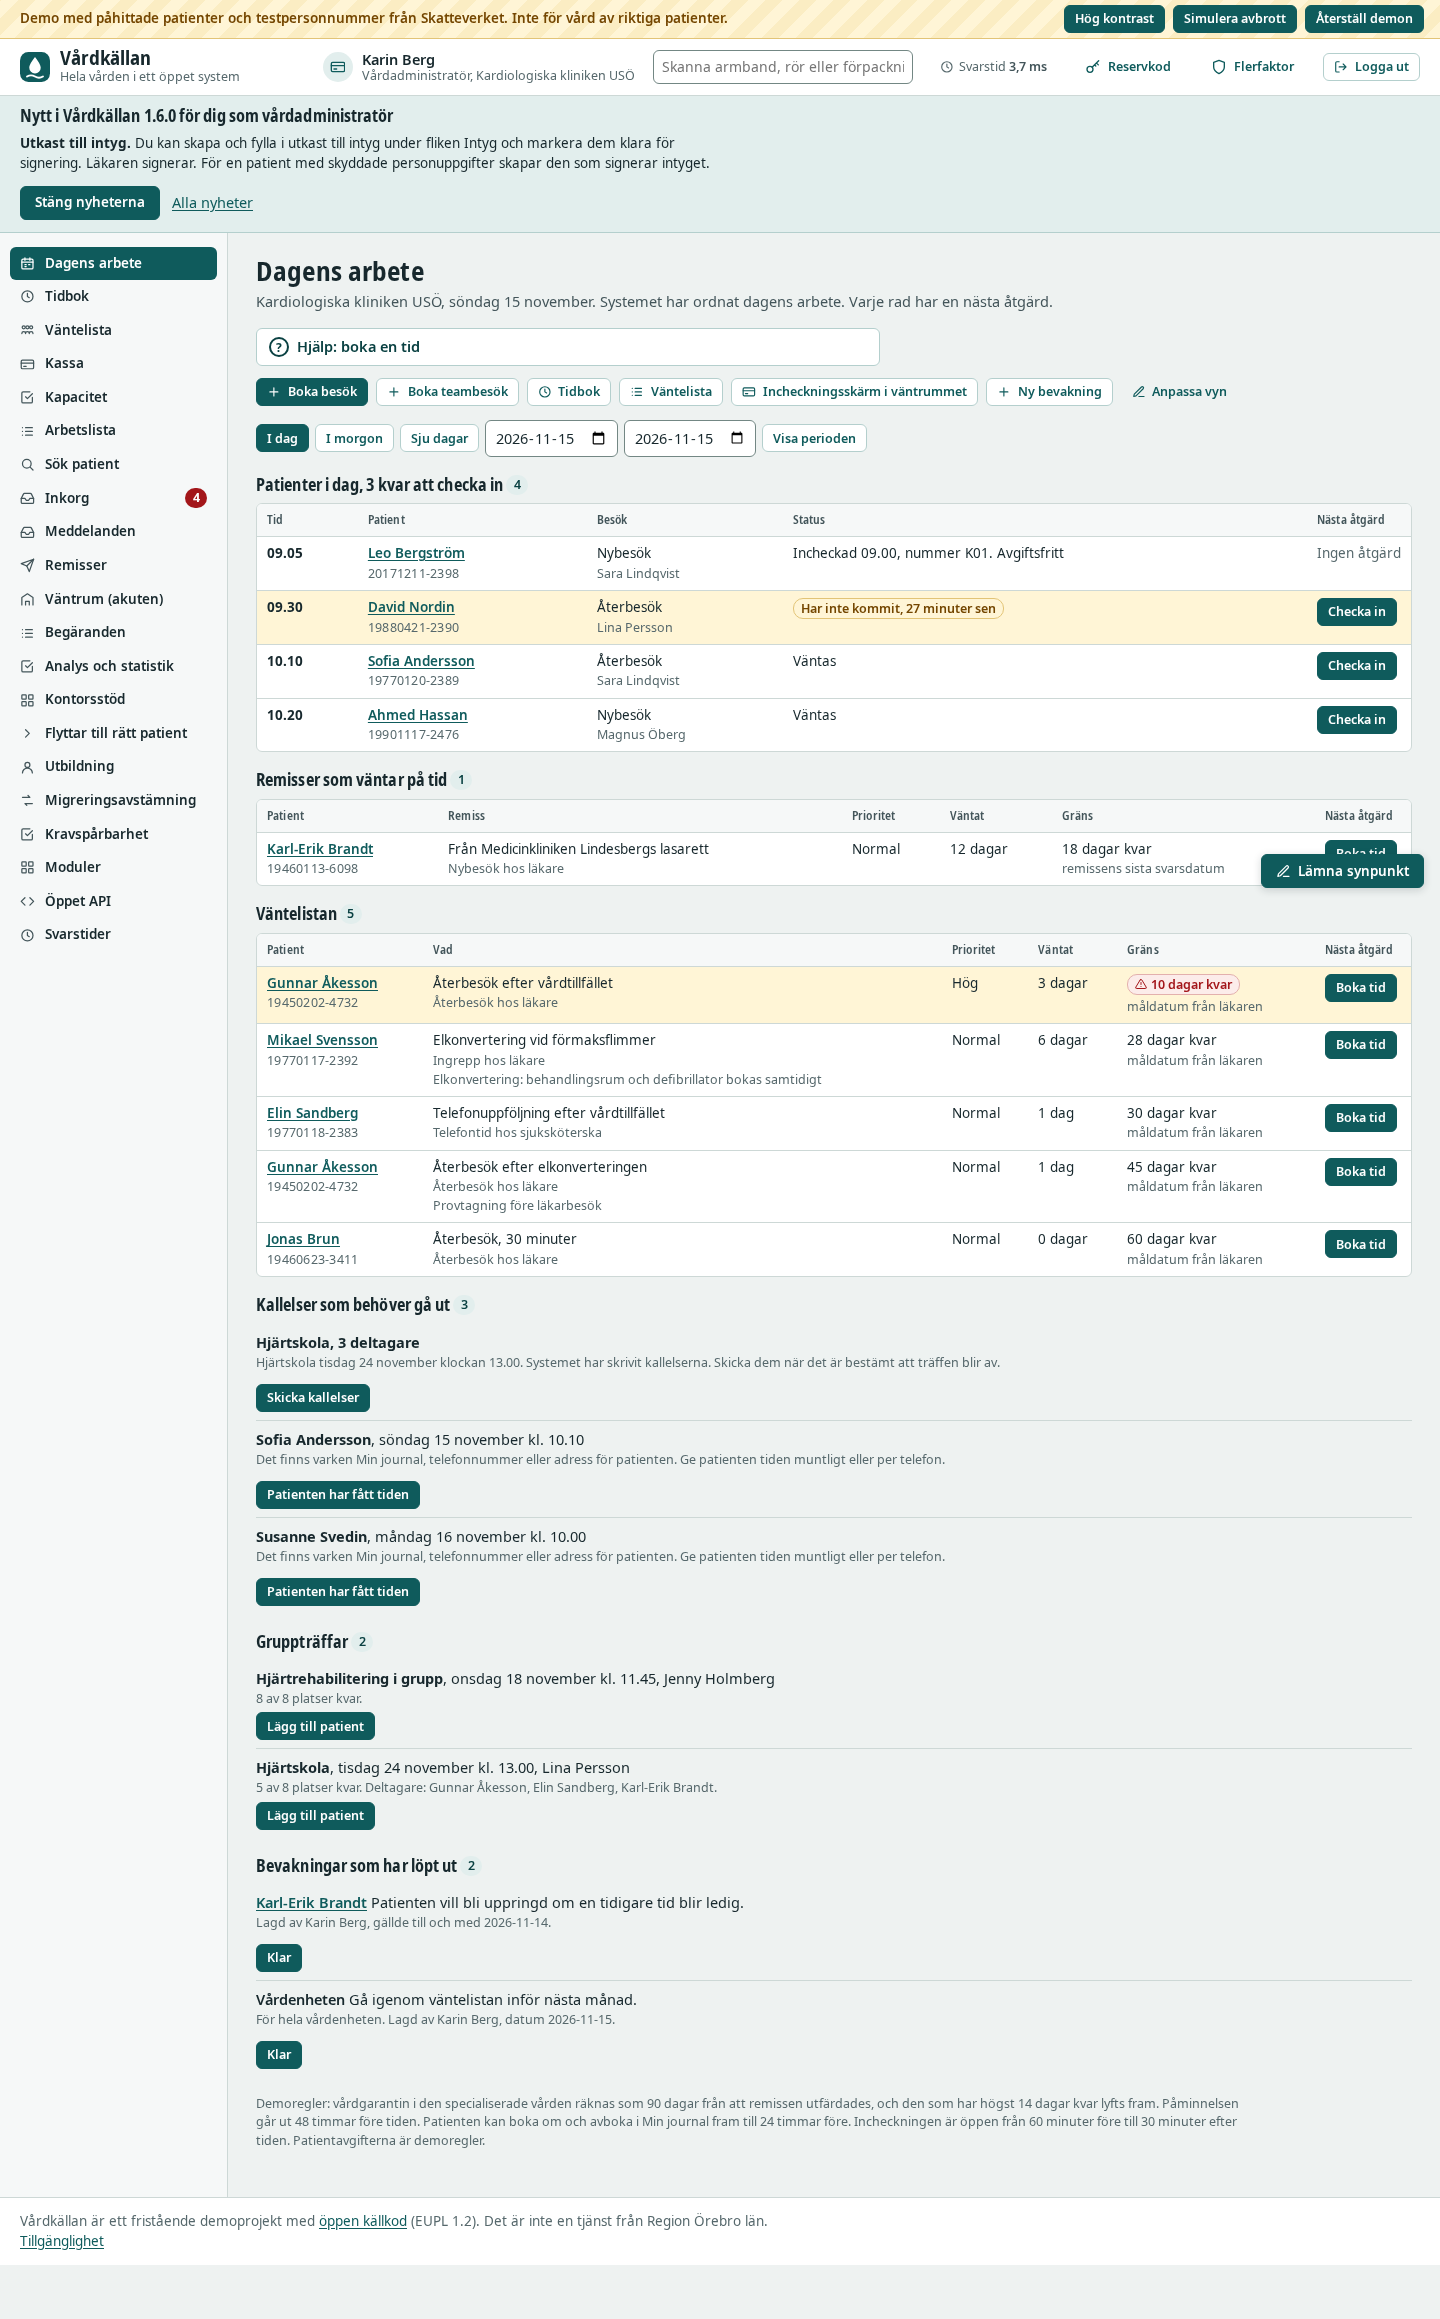 Demo med påhittade patienter och testpersonnummer från Skatteverket. Inte för vård av riktiga patienter.
Hög kontrast
Simulera avbrott
Återställ demon
Vårdkällan
Hela vården i ett öppet system
Karin Berg
Vårdadministratör, Kardiologiska kliniken USÖ
Skanna armband, rör eller förpackni
Svarstid 3,7 ms
Reservkod
Flerfaktor
Logga ut
Nytt i Vårdkällan 1.6.0 för dig som vårdadministratör
Utkast till intyg. Du kan skapa och fylla i utkast till intyg under fliken Intyg och markera dem klara för
signering. Läkaren signerar. För en patient med skyddade personuppgifter skapar den som signerar intyget.
Stäng nyheterna
Alla nyheter
Dagens arbete
Tidbok
Väntelista
Kassa
Kapacitet
Arbetslista
Sök patient
Inkorg 4
Meddelanden
Remisser
Väntrum (akuten)
Begäranden
Analys och statistik
Kontorsstöd
Flyttar till rätt patient
Utbildning
Migreringsavstämning
Kravspårbarhet
Moduler
Öppet API
Svarstider
Dagens arbete
Kardiologiska kliniken USÖ, söndag 15 november. Systemet har ordnat dagens arbete. Varje rad har en nästa åtgärd.
? Hjälp: boka en tid
Boka besök
Boka teambesök
Tidbok
Väntelista
Incheckningsskärm i väntrummet
Ny bevakning
Anpassa vyn
I dag
I morgon
Sju dagar
2026-11-15
2026-11-15
Visa perioden
Patienter i dag, 3 kvar att checka in 4
Tid Patient Besök Status Nästa åtgärd
09.05 Leo Bergström Nybesök Incheckad 09.00, nummer K01. Avgiftsfritt Ingen åtgärd
20171211-2398 Sara Lindqvist
09.30 David Nordin Återbesök Har inte kommit, 27 minuter sen Checka in
19880421-2390 Lina Persson
10.10 Sofia Andersson Återbesök Väntas Checka in
19770120-2389 Sara Lindqvist
10.20 Ahmed Hassan Nybesök Väntas Checka in
19901117-2476 Magnus Öberg
Remisser som väntar på tid 1
Patient Remiss Prioritet Väntat Gräns Nästa åtgärd
Karl-Erik Brandt Från Medicinkliniken Lindesbergs lasarett Normal 12 dagar 18 dagar kvar Boka tid
19460113-6098 Nybesök hos läkare remissens sista svarsdatum
Lämna synpunkt
Väntelistan 5
Patient Vad Prioritet Väntat Gräns Nästa åtgärd
Gunnar Åkesson Återbesök efter vårdtillfället Hög 3 dagar 10 dagar kvar Boka tid
19450202-4732 Återbesök hos läkare måldatum från läkaren
Mikael Svensson Elkonvertering vid förmaksflimmer Normal 6 dagar 28 dagar kvar Boka tid
19770117-2392 Ingrepp hos läkare måldatum från läkaren
Elkonvertering: behandlingsrum och defibrillator bokas samtidigt
Elin Sandberg Telefonuppföljning efter vårdtillfället Normal 1 dag 30 dagar kvar Boka tid
19770118-2383 Telefontid hos sjuksköterska måldatum från läkaren
Gunnar Åkesson Återbesök efter elkonverteringen Normal 1 dag 45 dagar kvar Boka tid
19450202-4732 Återbesök hos läkare måldatum från läkaren
Provtagning före läkarbesök
Jonas Brun Återbesök, 30 minuter Normal 0 dagar 60 dagar kvar Boka tid
19460623-3411 Återbesök hos läkare måldatum från läkaren
Kallelser som behöver gå ut 3
Hjärtskola, 3 deltagare
Hjärtskola tisdag 24 november klockan 13.00. Systemet har skrivit kallelserna. Skicka dem när det är bestämt att träffen blir av.
Skicka kallelser
Sofia Andersson, söndag 15 november kl. 10.10
Det finns varken Min journal, telefonnummer eller adress för patienten. Ge patienten tiden muntligt eller per telefon.
Patienten har fått tiden
Susanne Svedin, måndag 16 november kl. 10.00
Det finns varken Min journal, telefonnummer eller adress för patienten. Ge patienten tiden muntligt eller per telefon.
Patienten har fått tiden
Gruppträffar 2
Hjärtrehabilitering i grupp, onsdag 18 november kl. 11.45, Jenny Holmberg
8 av 8 platser kvar.
Lägg till patient
Hjärtskola, tisdag 24 november kl. 13.00, Lina Persson
5 av 8 platser kvar. Deltagare: Gunnar Åkesson, Elin Sandberg, Karl-Erik Brandt.
Lägg till patient
Bevakningar som har löpt ut 2
Karl-Erik Brandt Patienten vill bli uppringd om en tidigare tid blir ledig.
Lagd av Karin Berg, gällde till och med 2026-11-14.
Klar
Vårdenheten Gå igenom väntelistan inför nästa månad.
För hela vårdenheten. Lagd av Karin Berg, datum 2026-11-15.
Klar
Demoregler: vårdgarantin i den specialiserade vården räknas som 90 dagar från att remissen utfärdades, och den som har högst 14 dagar kvar lyfts fram. Påminnelsen
går ut 48 timmar före tiden. Patienten kan boka om och avboka i Min journal fram till 24 timmar före. Incheckningen är öppen från 60 minuter före till 30 minuter efter
tiden. Patientavgifterna är demoregler.
Vårdkällan är ett fristående demoprojekt med öppen källkod (EUPL 1.2). Det är inte en tjänst från Region Örebro län.
Tillgänglighet